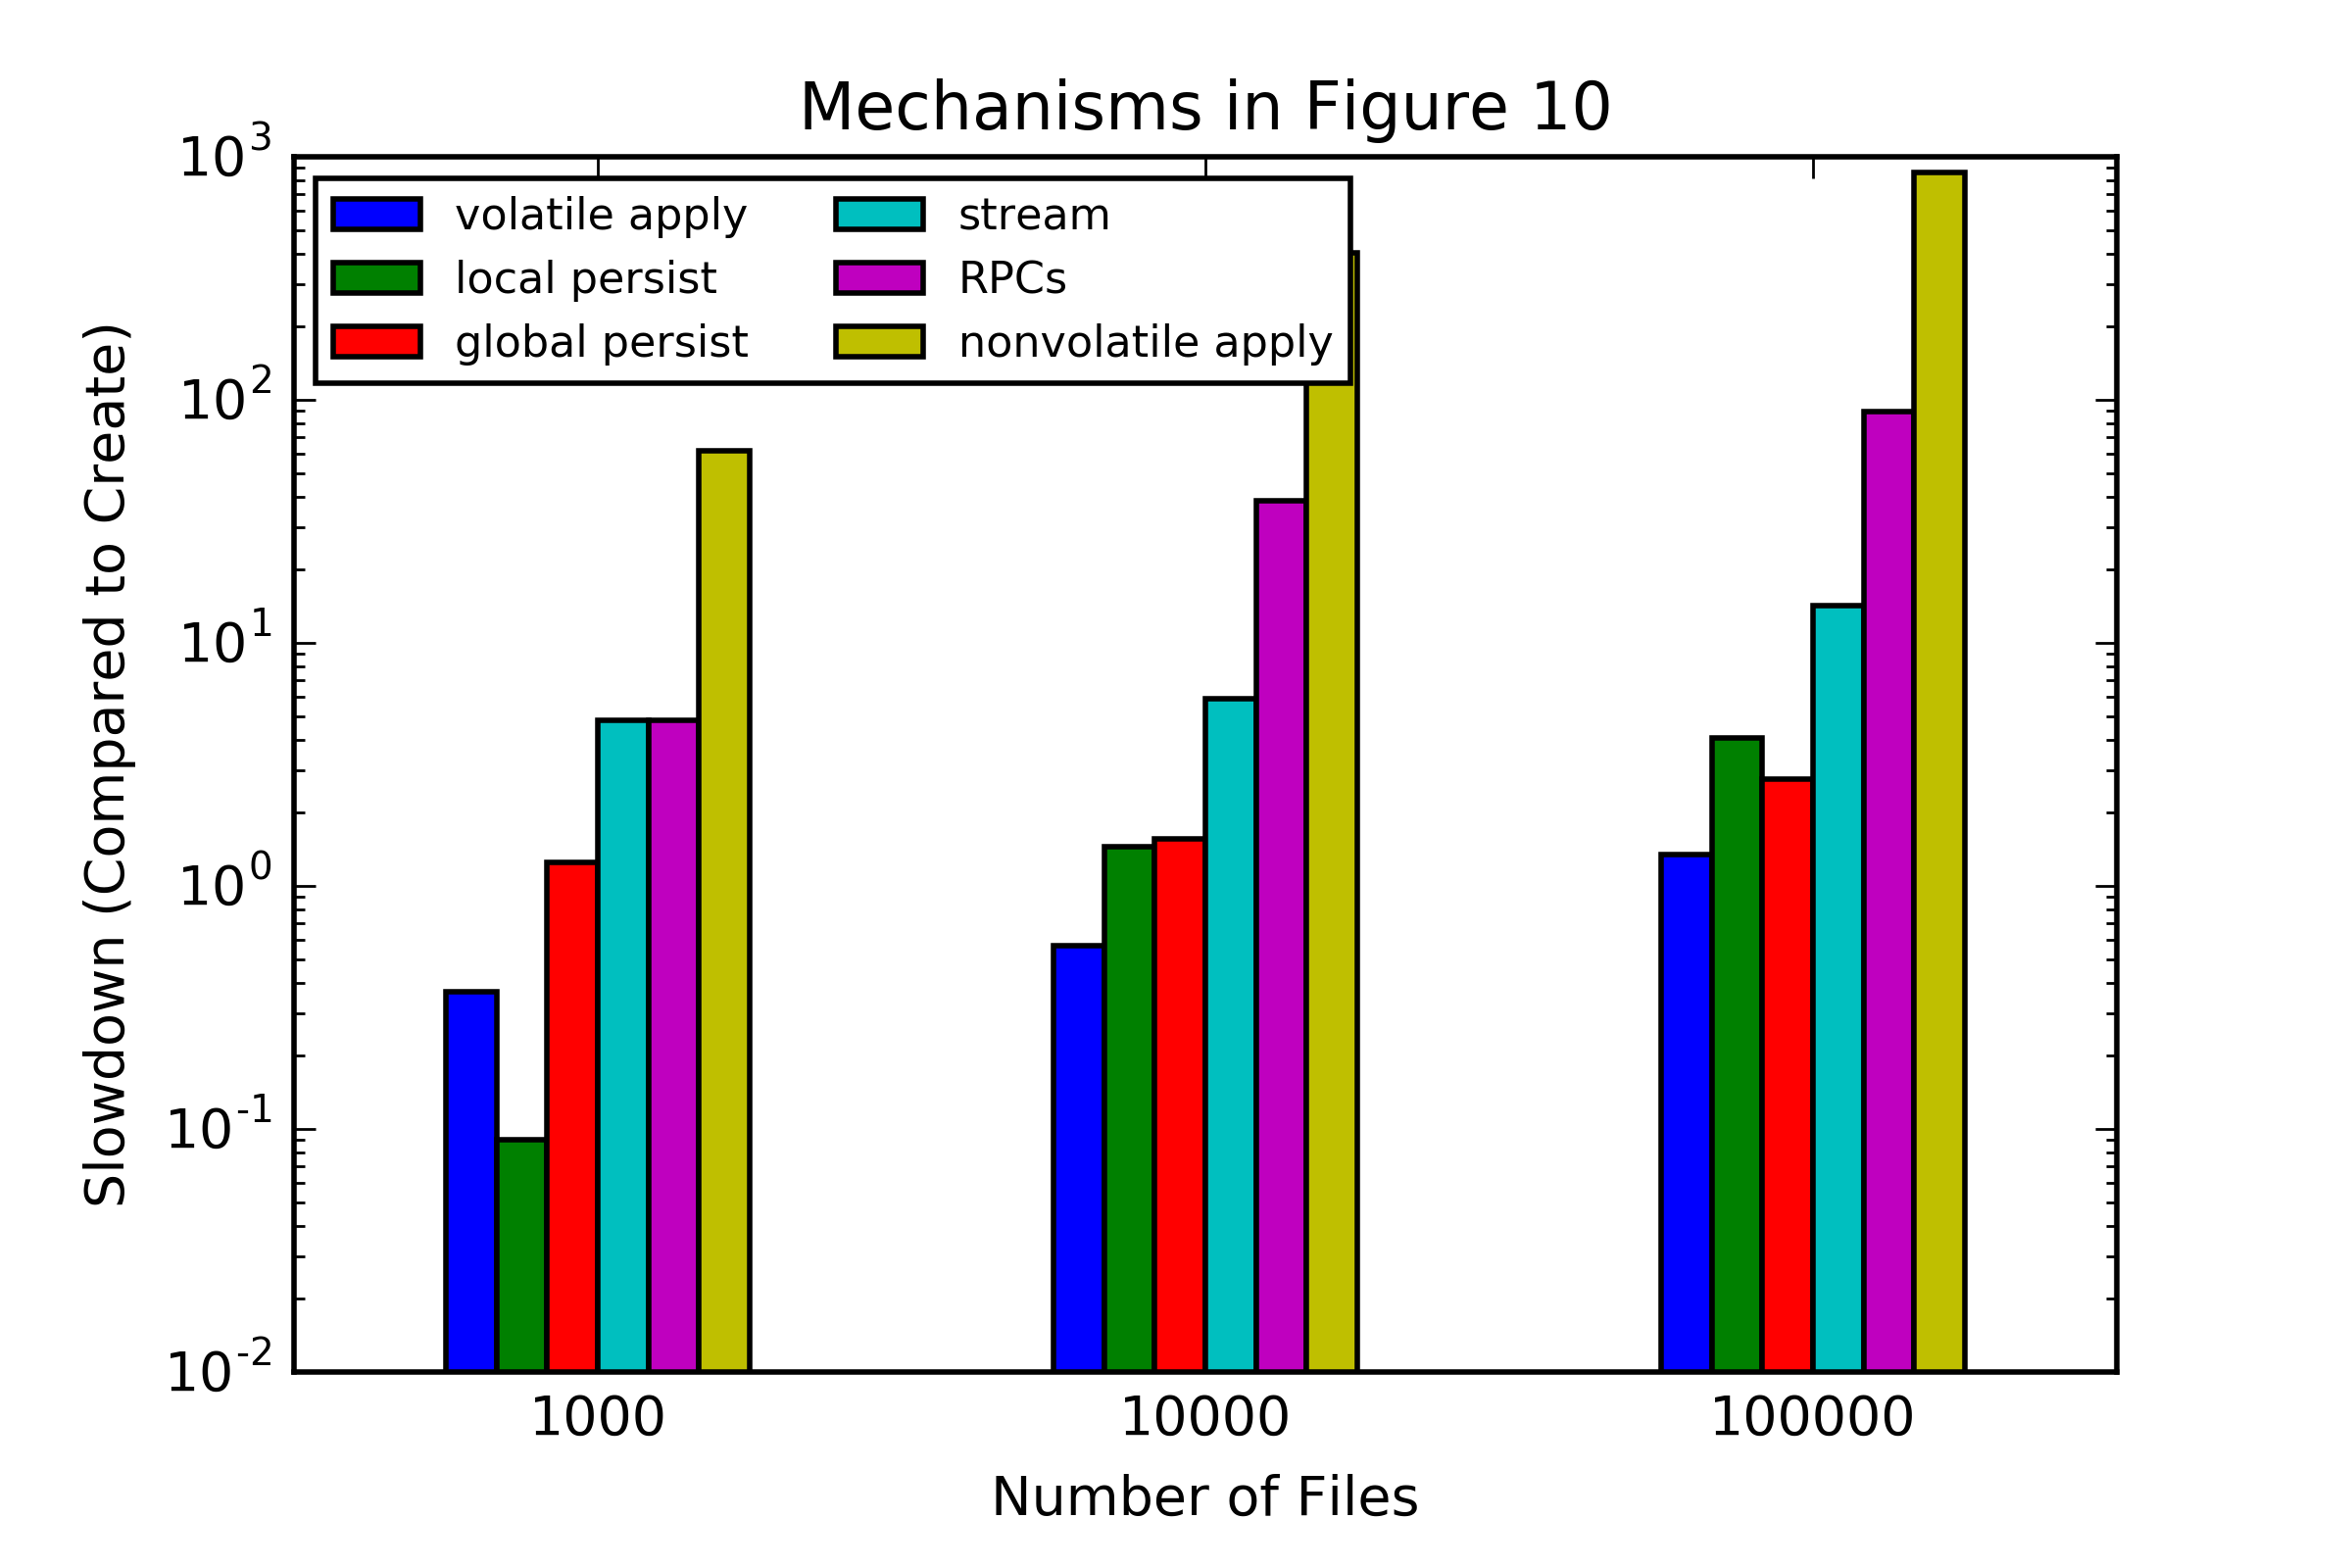 Mechanisms in Figure 10
10^3
10^2
10^1
10^0
10^-1
10^-2
Slowdown (Compared to Create)
volatile apply
local persist
global persist
stream
RPCs
nonvolatile apply
1000 10000 100000
Number of Files